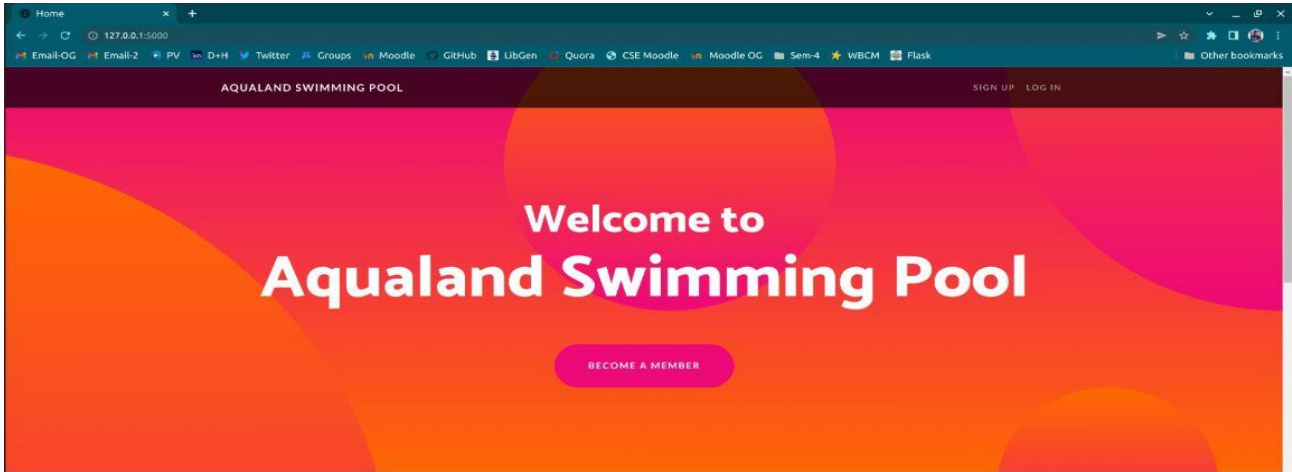 Home
127.0.0.1:5000
Email-OG Email-2 PV D+H Twitter Groups Moodle GitHub LibGen Quora CSE Moodle Moodle OG Sem-4 WBCM Flask Other bookmarks
AQUALAND SWIMMING POOL SIGN UP LOG IN
Welcome to
Aqualand Swimming Pool
BECOME A MEMBER